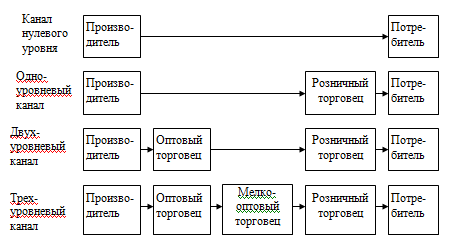 Канал
нулевого
уровня
Произво-
дитель
Потре-
битель
Одно-
уровневый
канал
Произво-
дитель
Розничный
торговец
Потре-
битель
Двух-
уровневый
канал
Произво-
дитель
Оптовый
торговец
Розничный
торговец
Потре-
битель
Трех-
уровневый
канал
Произво-
дитель
Оптовый
торговец
Мелко-
оптовый
торговец
Розничный
торговец
Потре-
битель